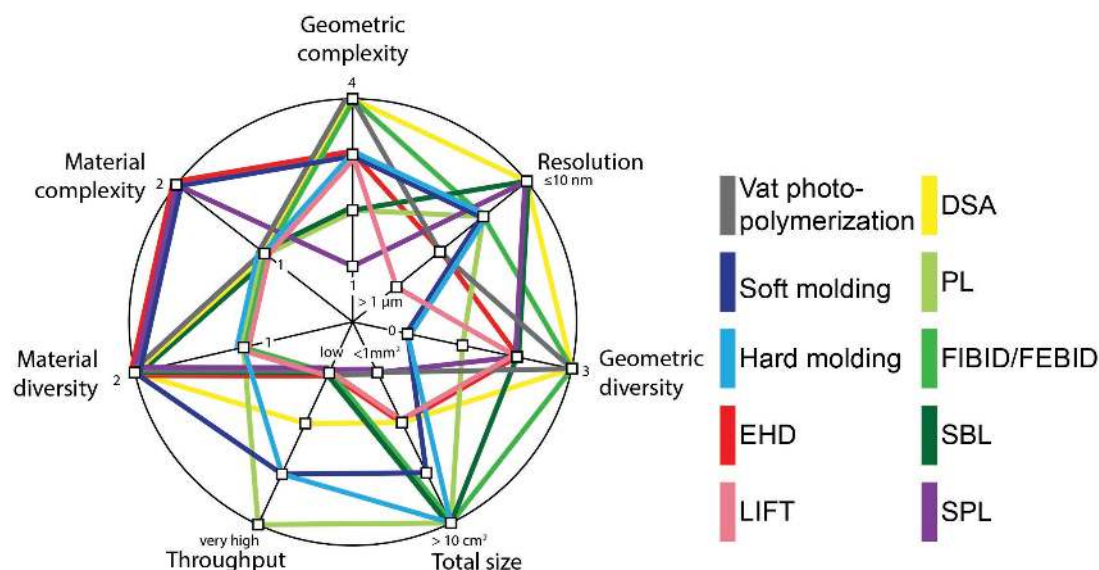 Geometric
complexity
4
Material
complexity
2
Resolution
≤10 nm
1
1
> 1 µm
0
1
low
<1mm²
Material
diversity
2
Geometric
diversity
3
very high
Throughput
> 10 cm²
Total size
Vat photo-
polymerization
Soft molding
Hard molding
EHD
LIFT
DSA
PL
FIBID/FEBID
SBL
SPL